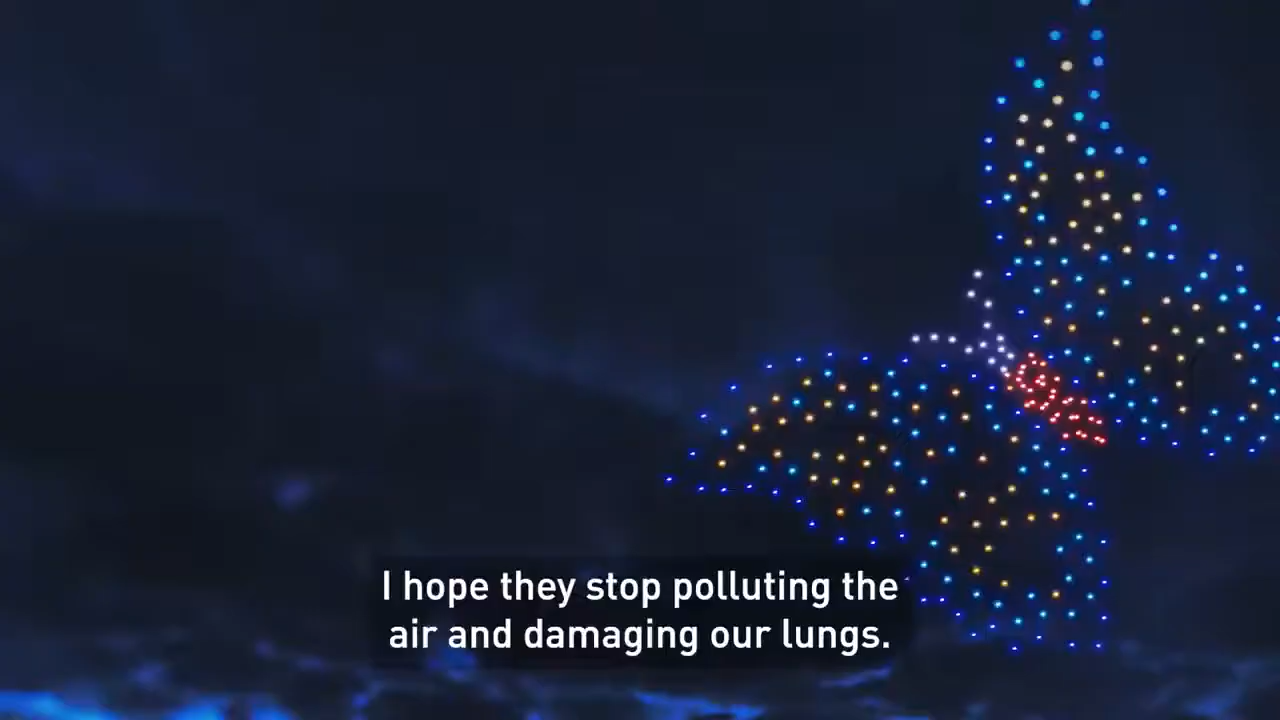 I hope they stop polluting the
air and damaging our lungs.